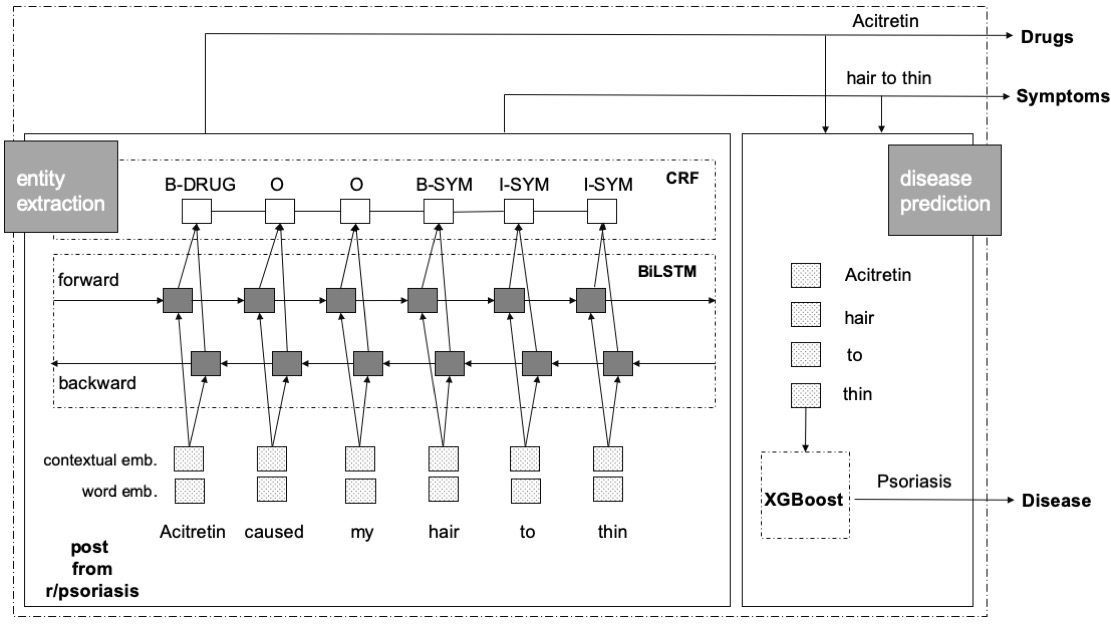 Acitretin
Drugs
hair to thin
Symptoms
entity
extraction
B-DRUG O O B-SYM I-SYM I-SYM
CRF
disease
prediction
forward
BiLSTM
backward
Acitretin
hair
to
thin
contextual emb.
word emb.
Acitretin caused my hair to thin
post
from
r/psoriasis
XGBoost
Psoriasis
Disease